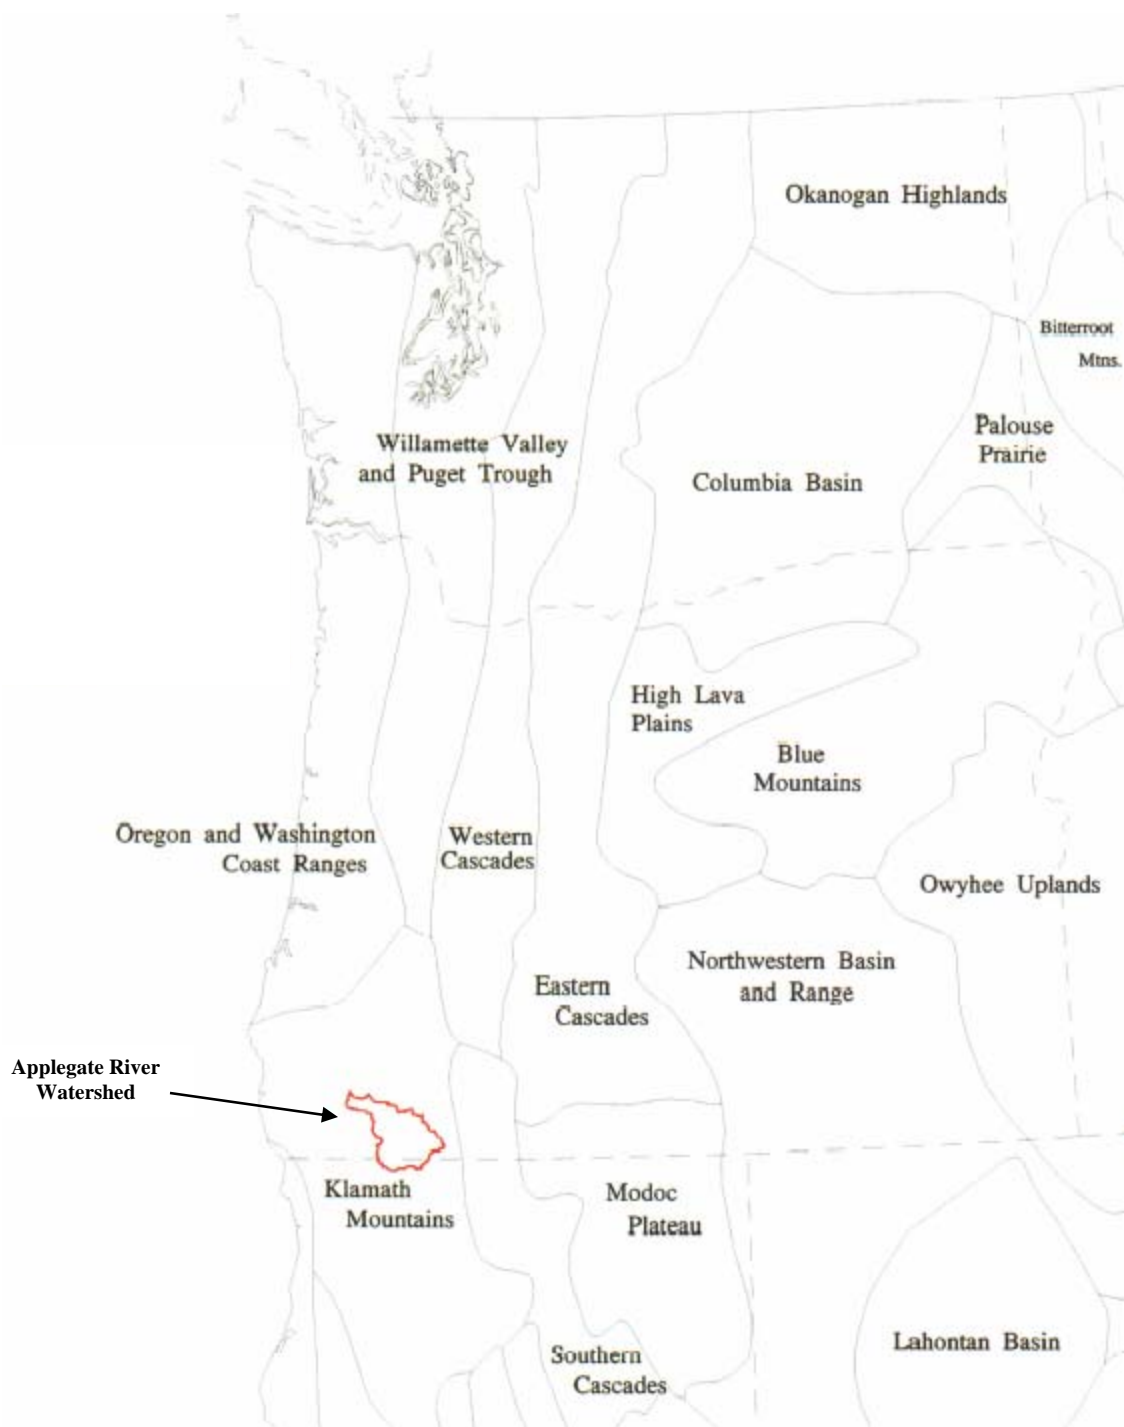 Okanogan Highlands
Bitterroot
Mtns.
Palouse
Prairie
Willamette Valley
and Puget Trough
Columbia Basin
High Lava
Plains
Blue
Mountains
Oregon and Washington
Coast Ranges
Western
Cascades
Owyhee Uplands
Northwestern Basin
and Range
Eastern
Cascades
Applegate River
Watershed
Klamath
Mountains
Modoc
Plateau
Southern
Cascades
Lahontan Basin